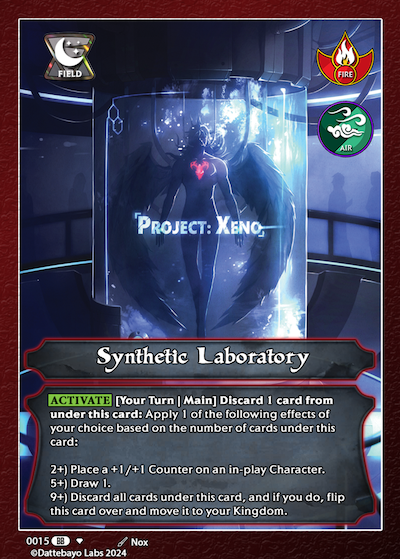 FIELD
FIRE
AIR
PROJECT: XENO
Synthetic Laboratory
ACTIVATE [Your Turn | Main] Discard 1 card from
under this card: Apply 1 of the following effects of
your choice based on the number of cards under this
card:
2+) Place a +1/+1 Counter on an in-play Character.
5+) Draw 1.
9+) Discard all cards under this card, and if you do, flip
this card over and move it to your Kingdom.
0015 BB ♥ Nox
©Dattebayo Labs 2024